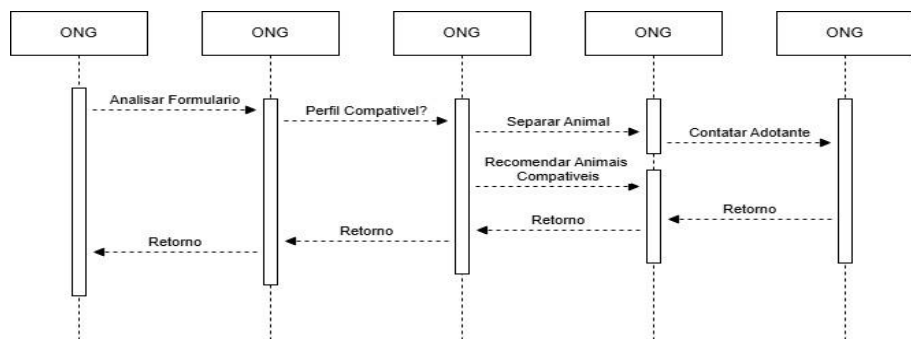 ONG
ONG
ONG
ONG
ONG
Analisar Formulario
Perfil Compativel?
Separar Animal
Contatar Adotante
Recomendar Animais
Compativeis
Retorno
Retorno
Retorno
Retorno